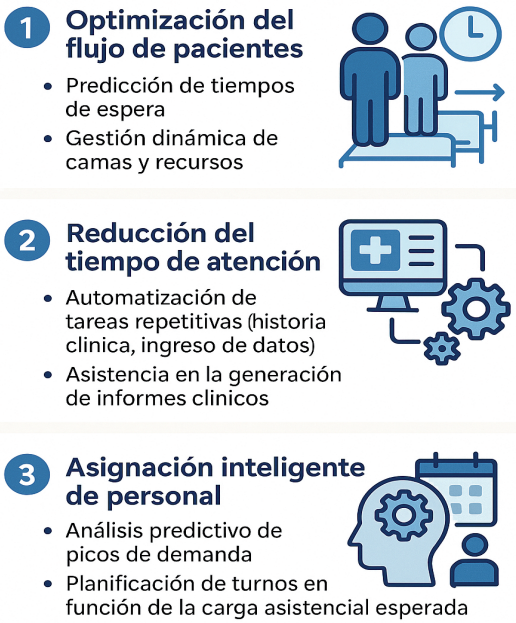 1
Optimización del
flujo de pacientes
• Predicción de tiempos
de espera
• Gestión dinámica de
camas y recursos
2
Reducción del
tiempo de atención
• Automatización de
tareas repetitivas (historia
clinica, ingreso de datos)
• Asistencia en la generación
de informes clinicos
3
Asignación inteligente
de personal
• Análisis predictivo de
picos de demanda
• Planificación de turnos en
función de la carga asistencial esperada